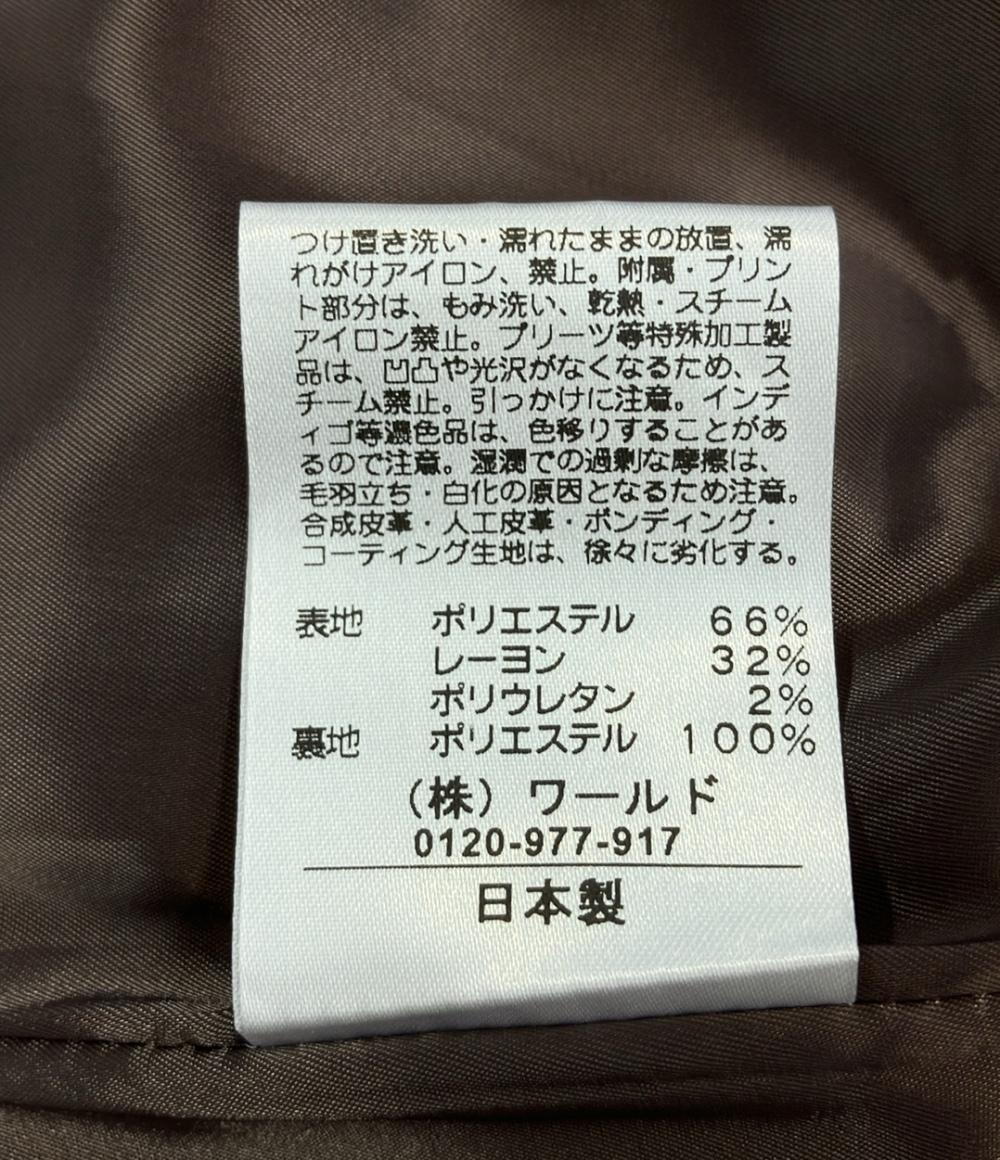 つけ置き洗い・濡れたままの放置、濡
れがけアイロン、禁止。附属・プリン
ト部分は、もみ洗い、乾熱・スチーム
アイロン禁止。プリーツ等特殊加工製
品は、凹凸や光沢がなくなるため、ス
チーム禁止。引っかけに注意。インデ
ィゴ等濃色品は、色移りすることがあ
るので注意。湿潤での過剰な摩擦は、
毛羽立ち・白化の原因となるため注意。
合成皮革・人工皮革・ボンディング・
コーティング生地は、徐々に劣化する。
表地 ポリエステル 66%
レーヨン 32%
ポリウレタン 2%
裏地 ポリエステル 100%
(株)ワールド
0120-977-917
日本製